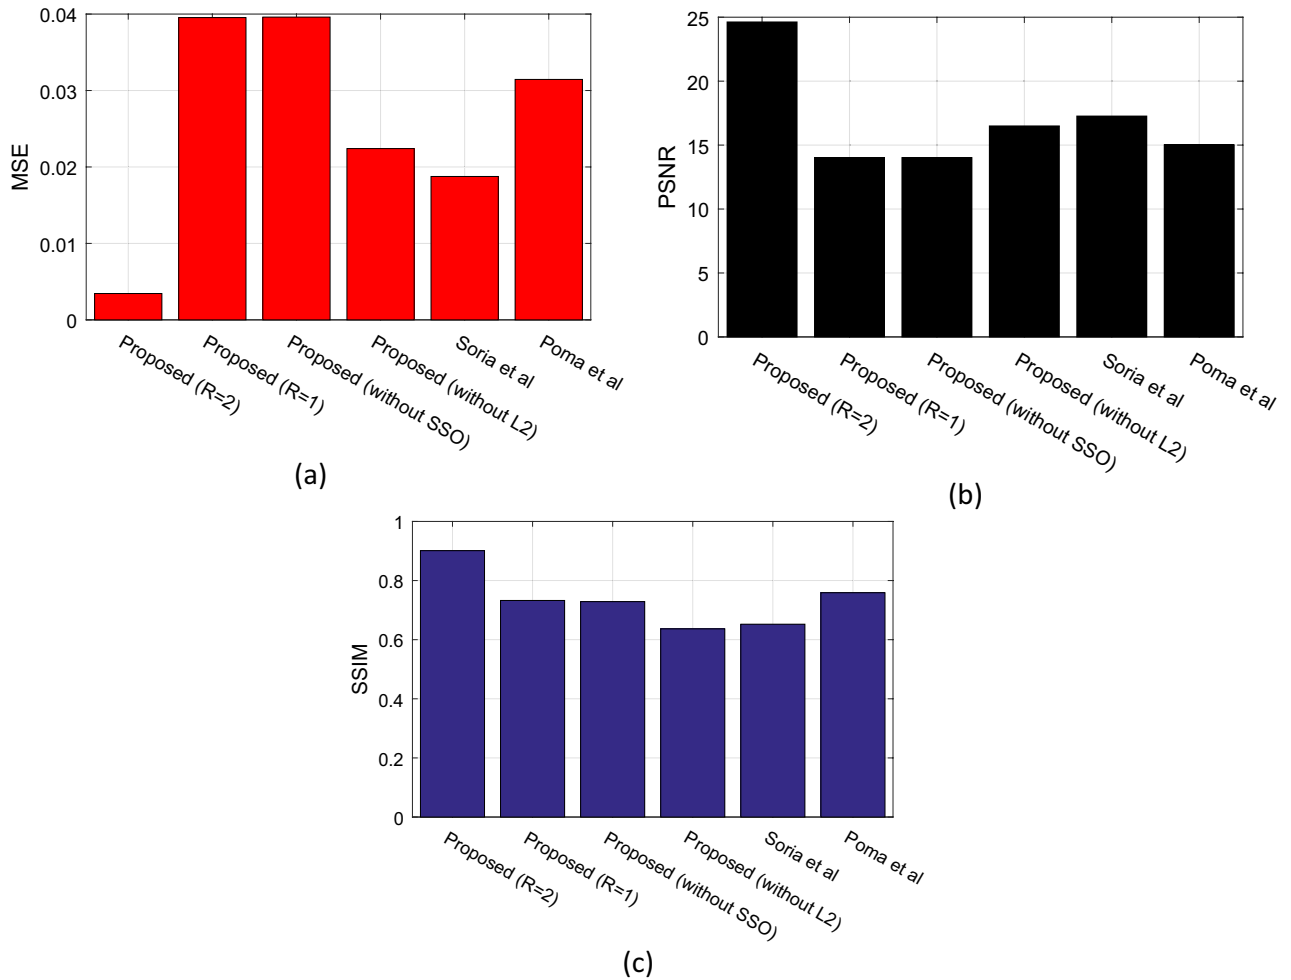 0.04
0.03
0.02
0.01
0
MSE
Proposed (R=2)
Proposed (R=1)
Proposed (without SSO)
Proposed (without L2)
Soria et al
Poma et al
(a)
25
20
15
10
5
0
PSNR
Proposed (R=2)
Proposed (R=1)
Proposed (without SSO)
Proposed (without L2)
Soria et al
Poma et al
(b)
1
0.8
0.6
0.4
0.2
0
SSIM
Proposed (R=2)
Proposed (R=1)
Proposed (without SSO)
Proposed (without L2)
Soria et al
Poma et al
(c)